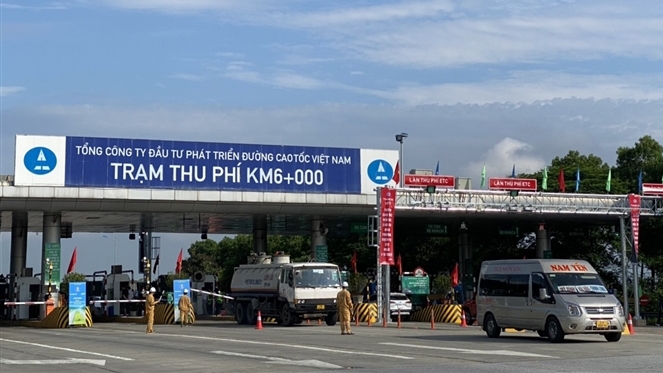 TỔNG CÔNG TY ĐẦU TƯ PHÁT TRIỂN ĐƯỜNG CAO TỐC VIỆT NAM
TRẠM THU PHÍ KM6+000
LÀN THU PHÍ ETC
LÀN THU PHÍ ETC
NAM YÊN